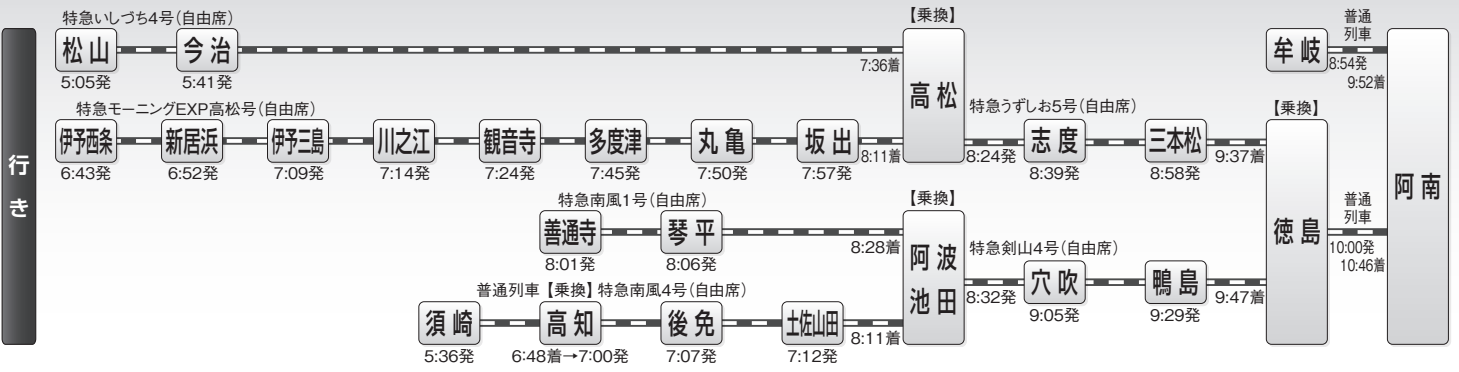 行き
特急いしづち4号(自由席)
松山
5:05発
今治
5:41発
7:36着
【乗換】
高松
特急モーニングEXP高松号(自由席)
伊予西条
6:43発
新居浜
6:52発
伊予三島
7:09発
川之江
7:14発
観音寺
7:24発
多度津
7:45発
丸亀
7:50発
坂出
7:57発
8:11着
特急うずしお5号(自由席)
8:24発
志度
8:39発
三本松
8:58発
9:37着
特急南風1号(自由席)
善通寺
8:01発
琴平
8:06発
8:28着
【乗換】
阿波
池田
普通列車【乗換】特急南風4号(自由席)
須崎
5:36発
高知
6:48着→7:00発
後免
7:07発
土佐山田
7:12発
8:11着
特急剣山4号(自由席)
8:32発
穴吹
9:05発
鴨島
9:29発
9:47着
【乗換】
徳島
普通
列車
10:00発
10:46着
牟岐
普通
列車
8:54発
9:52着
阿南